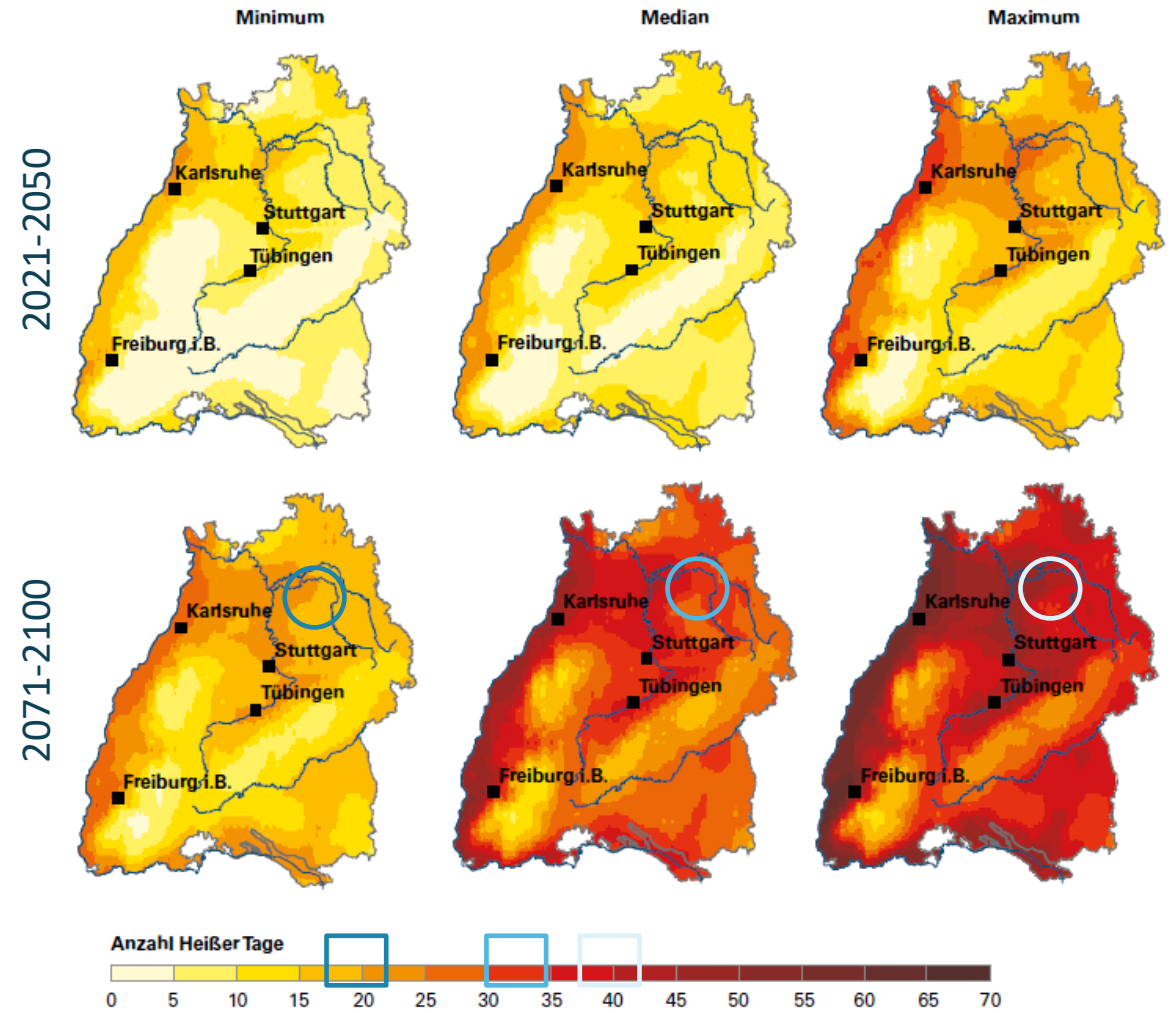 Minimum
Median
Maximum
2021-2050
Karlsruhe
Stuttgart
Tübingen
Freiburg i.B.
Karlsruhe
Stuttgart
Tübingen
Freiburg i.B.
Karlsruhe
Stuttgart
Tübingen
Freiburg i.B.
2071-2100
Karlsruhe
Stuttgart
Tübingen
Freiburg i.B.
Karlsruhe
Stuttgart
Tübingen
Freiburg i.B.
Karlsruhe
Stuttgart
Tübingen
Freiburg i.B.
Anzahl Heißer Tage
0 5 10 15 20 25 30 35 40 45 50 55 60 65 70